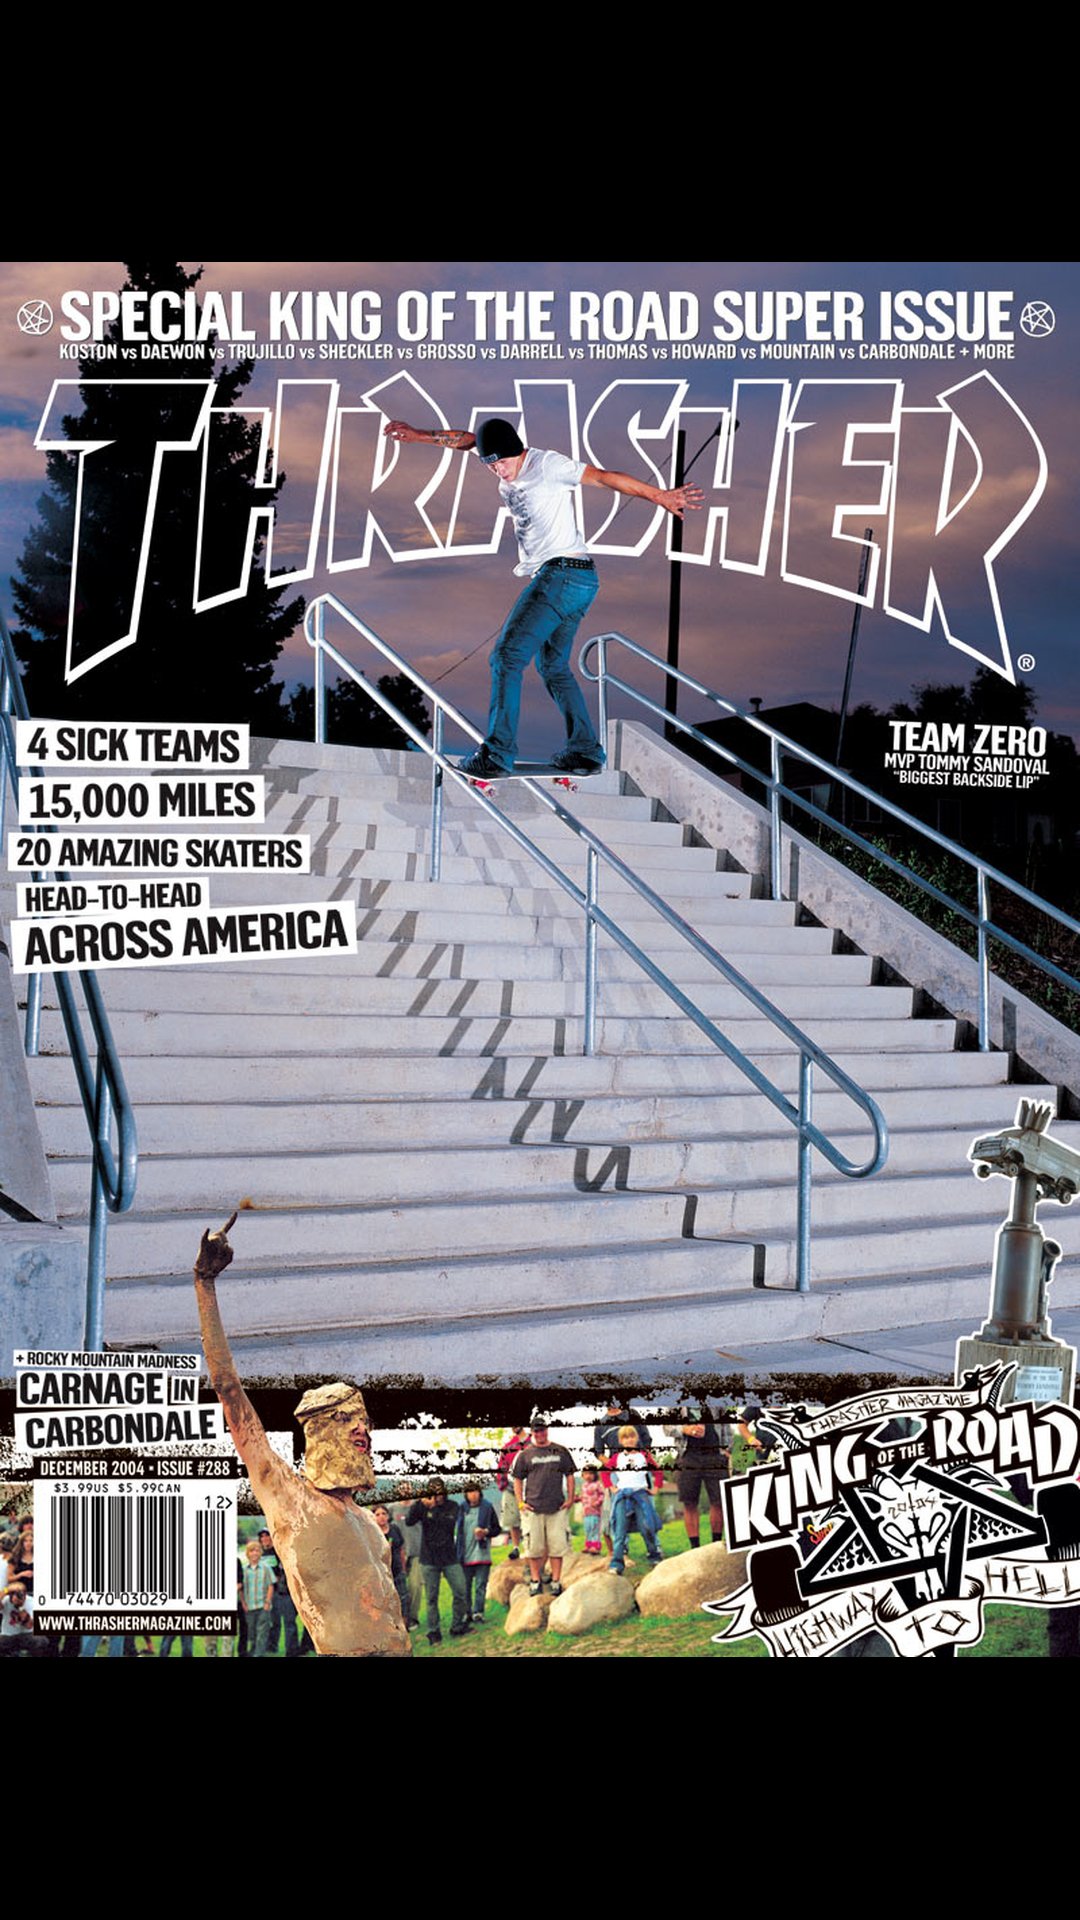 SPECIAL KING OF THE ROAD SUPER ISSUE
KOSTON vs DAEWON vs TRUJILLO vs SHECKLER vs GROSSO vs DARRELL vs THOMAS vs HOWARD vs MOUNTAIN vs CARBONDALE + MORE
THRASHER®
TEAM ZERO
MVP TOMMY SANDOVAL
"BIGGEST BACKSIDE LIP"
4 SICK TEAMS
15,000 MILES
20 AMAZING SKATERS
HEAD-TO-HEAD
ACROSS AMERICA
+ ROCKY MOUNTAIN MADNESS
CARNAGE IN
CARBONDALE
DECEMBER 2004 • ISSUE #288
$3.99US $5.99CAN
12>
0 74470 03029 4
WWW.THRASHERMAGAZINE.COM
THRASHER MAGAZINE
KING OF THE ROAD
2004
HIGHWAY TO HELL